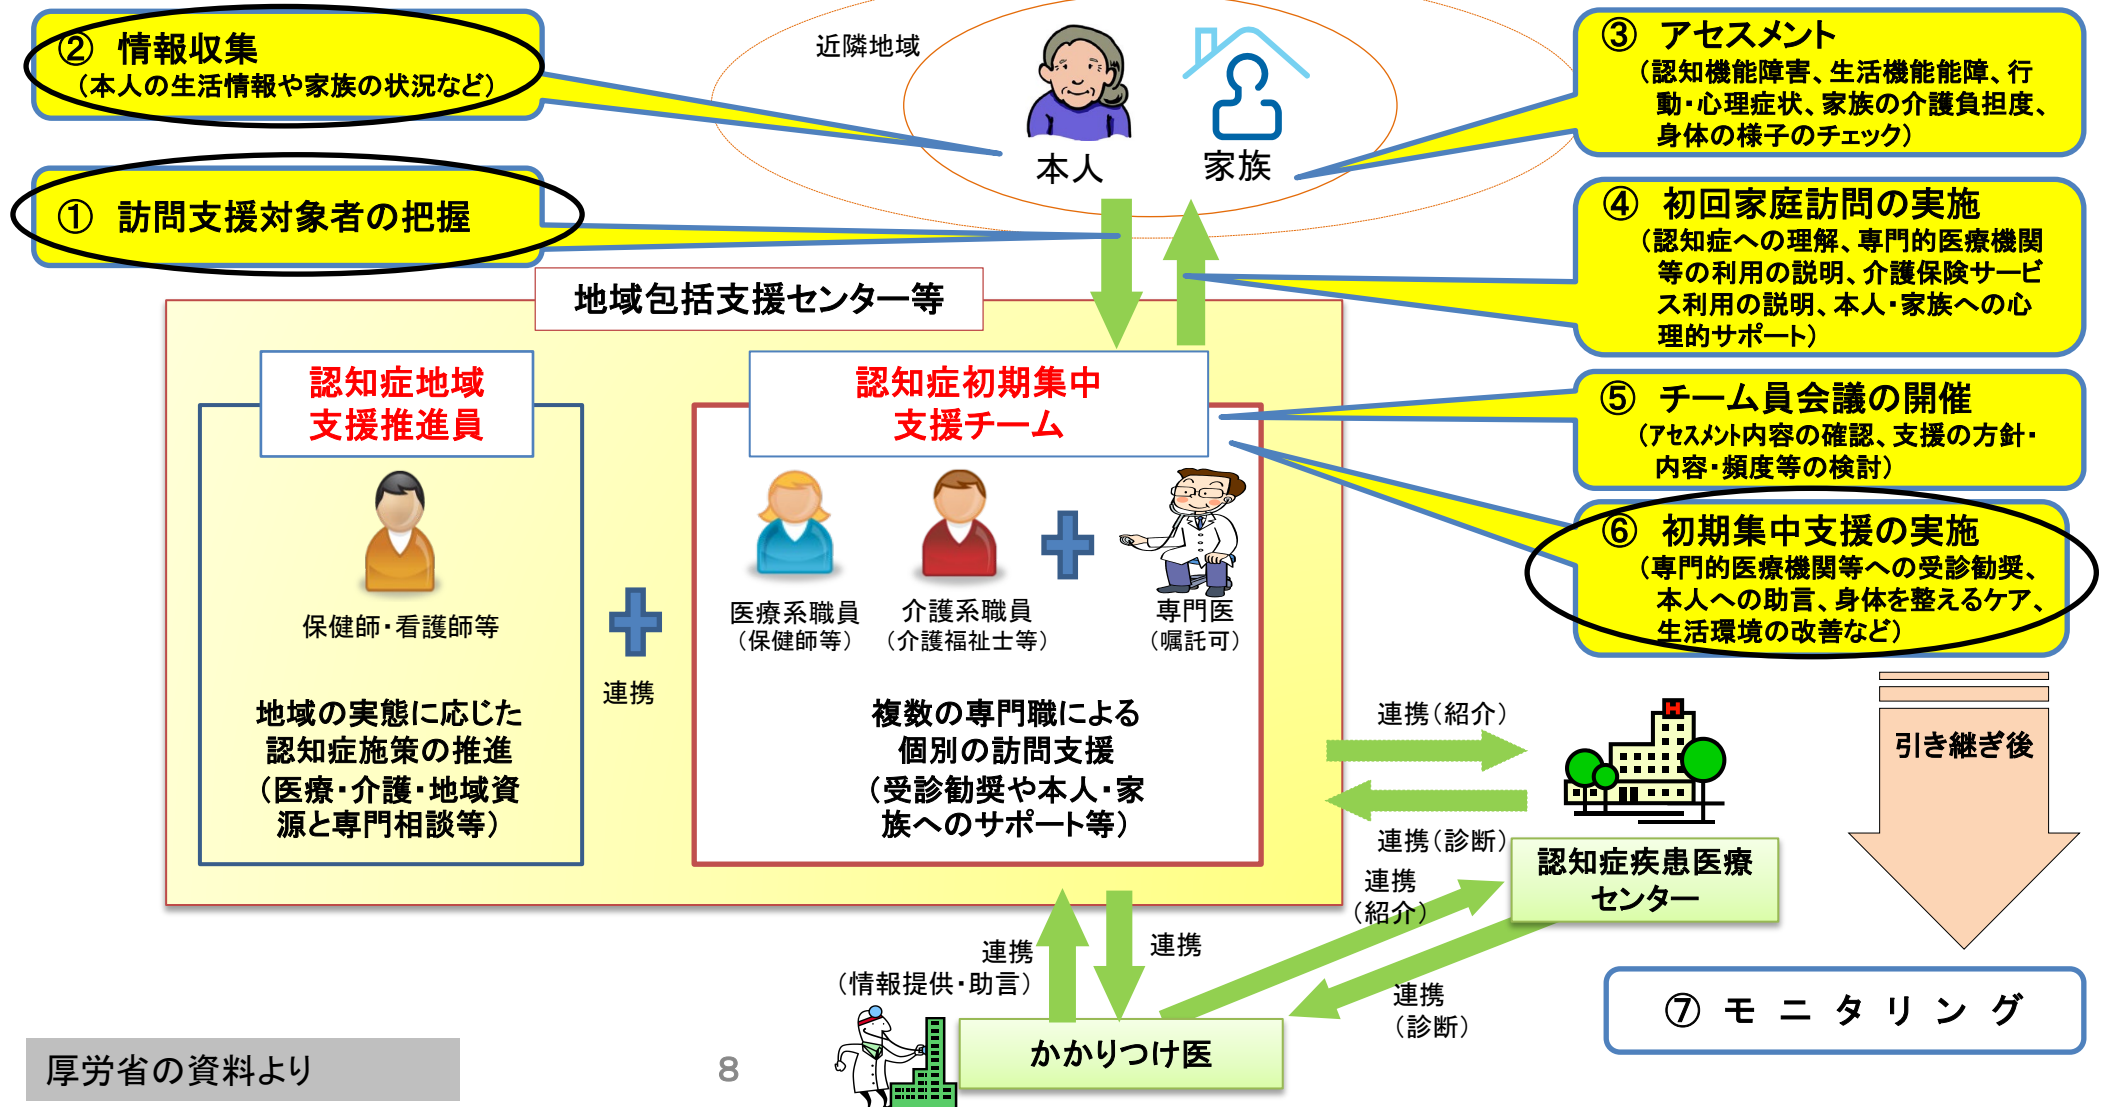 ② 情報収集
（本人の生活情報や家族の状況など）
① 訪問支援対象者の把握
近隣地域
本人
家族
③ アセスメント
（認知機能障害、生活機能能障、行
動・心理症状、家族の介護負担度、
身体の様子のチェック）
④ 初回家庭訪問の実施
（認知症への理解、専門的医療機関
等の利用の説明、介護保険サービ
ス利用の説明、本人・家族への心
理的サポート）
⑤ チーム員会議の開催
（アセスメント内容の確認、支援の方針・
内容・頻度等の検討）
⑥ 初期集中支援の実施
（専門的医療機関等への受診勧奨、
本人への助言、身体を整えるケア、
生活環境の改善など）
引き継ぎ後
⑦ モニタリング
地域包括支援センター等
認知症地域
支援推進員
保健師・看護師等
地域の実態に応じた
認知症施策の推進
（医療・介護・地域資
源と専門相談等）
連携
認知症初期集中
支援チーム
医療系職員
（保健師等）
介護系職員
（介護福祉士等）
専門医
（嘱託可）
複数の専門職による
個別の訪問支援
（受診勧奨や本人・家
族へのサポート等）
連携（紹介）
連携（診断）
H
認知症疾患医療
センター
連携
（紹介）
連携
（診断）
連携
（情報提供・助言）
連携
かかりつけ医
厚労省の資料より
8